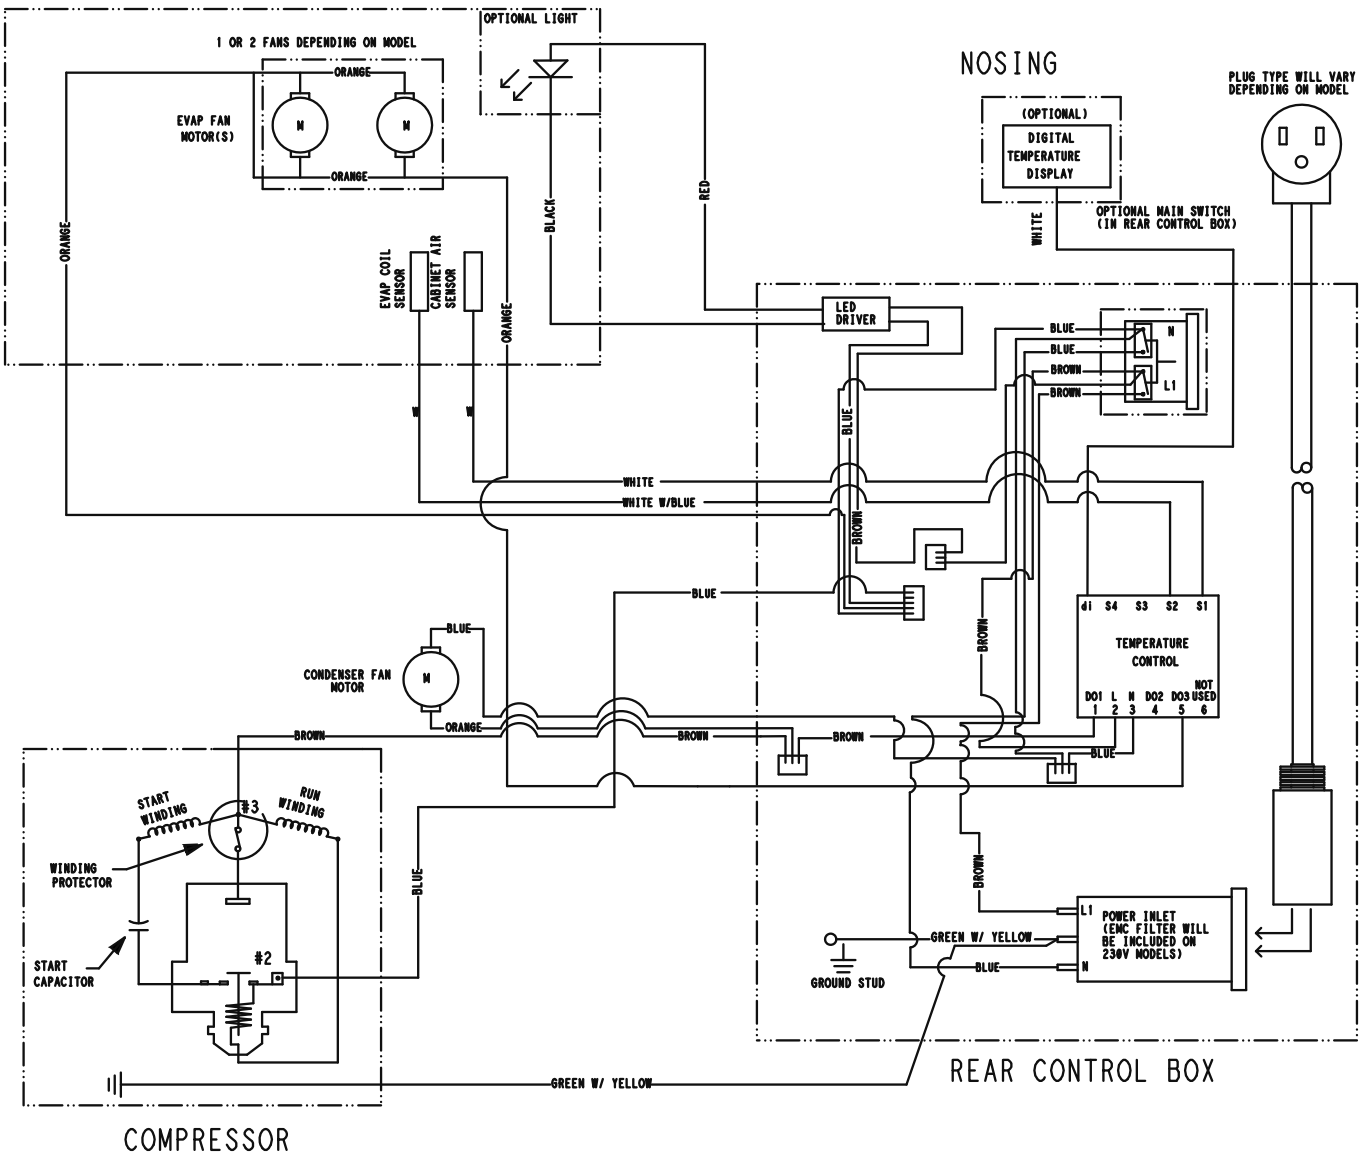 OPTIONAL LIGHT
1 OR 2 FANS DEPENDING ON MODEL
ORANGE
EVAP FAN
MOTOR(S)
M
M
ORANGE
ORANGE
BLACK
RED
EVAP COIL
SENSOR
CABINET AIR
SENSOR
ORANGE
W
W
NOSING
(OPTIONAL)
DIGITAL
TEMPERATURE
DISPLAY
WHITE
PLUG TYPE WILL VARY
DEPENDING ON MODEL
OPTIONAL MAIN SWITCH
(IN REAR CONTROL BOX)
LED
DRIVER
BLUE
BLUE
BROWN
BROWN
N
L1
BLUE
WHITE
WHITE W/BLUE
BROWN
BLUE
BROWN
di S4 S3 S2 S1
TEMPERATURE
CONTROL
NOT
DO1 L N DO2 DO3 USED
1 2 3 4 5 6
BLUE
CONDENSER FAN
MOTOR
M
ORANGE
BROWN
BROWN
BROWN
BLUE
START
WINDING
#3
RUN
WINDING
WINDING
PROTECTOR
START
CAPACITOR
#2
BLUE
BROWN
L1
POWER INLET
(EMC FILTER WILL
BE INCLUDED ON
230V MODELS)
N
GREEN W/ YELLOW
BLUE
GROUND STUD
GREEN W/ YELLOW
REAR CONTROL BOX
COMPRESSOR